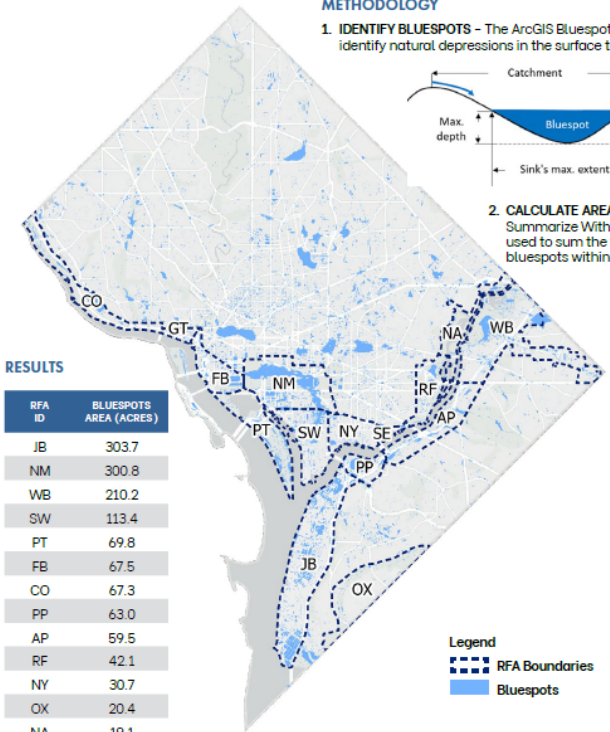 METHODOLOGY
1. IDENTIFY BLUESPOTS – The ArcGIS Bluespot
identify natural depressions in the surface t
Catchment
Max.
depth
Bluespot
Sink's max. extent
2. CALCULATE AREA
Summarize With
used to sum the
bluespots within
CO
GT
FB
NM
PT
SW
NY
SE
PP
NA
WB
RF
AP
JB
OX
RESULTS
RFA ID BLUESPOTS AREA (ACRES)
JB 303.7
NM 300.8
WB 210.2
SW 113.4
PT 69.8
FB 67.5
CO 67.3
PP 63.0
AP 59.5
RF 42.1
NY 30.7
OX 20.4
NA 19.1
Legend
RFA Boundaries
Bluespots